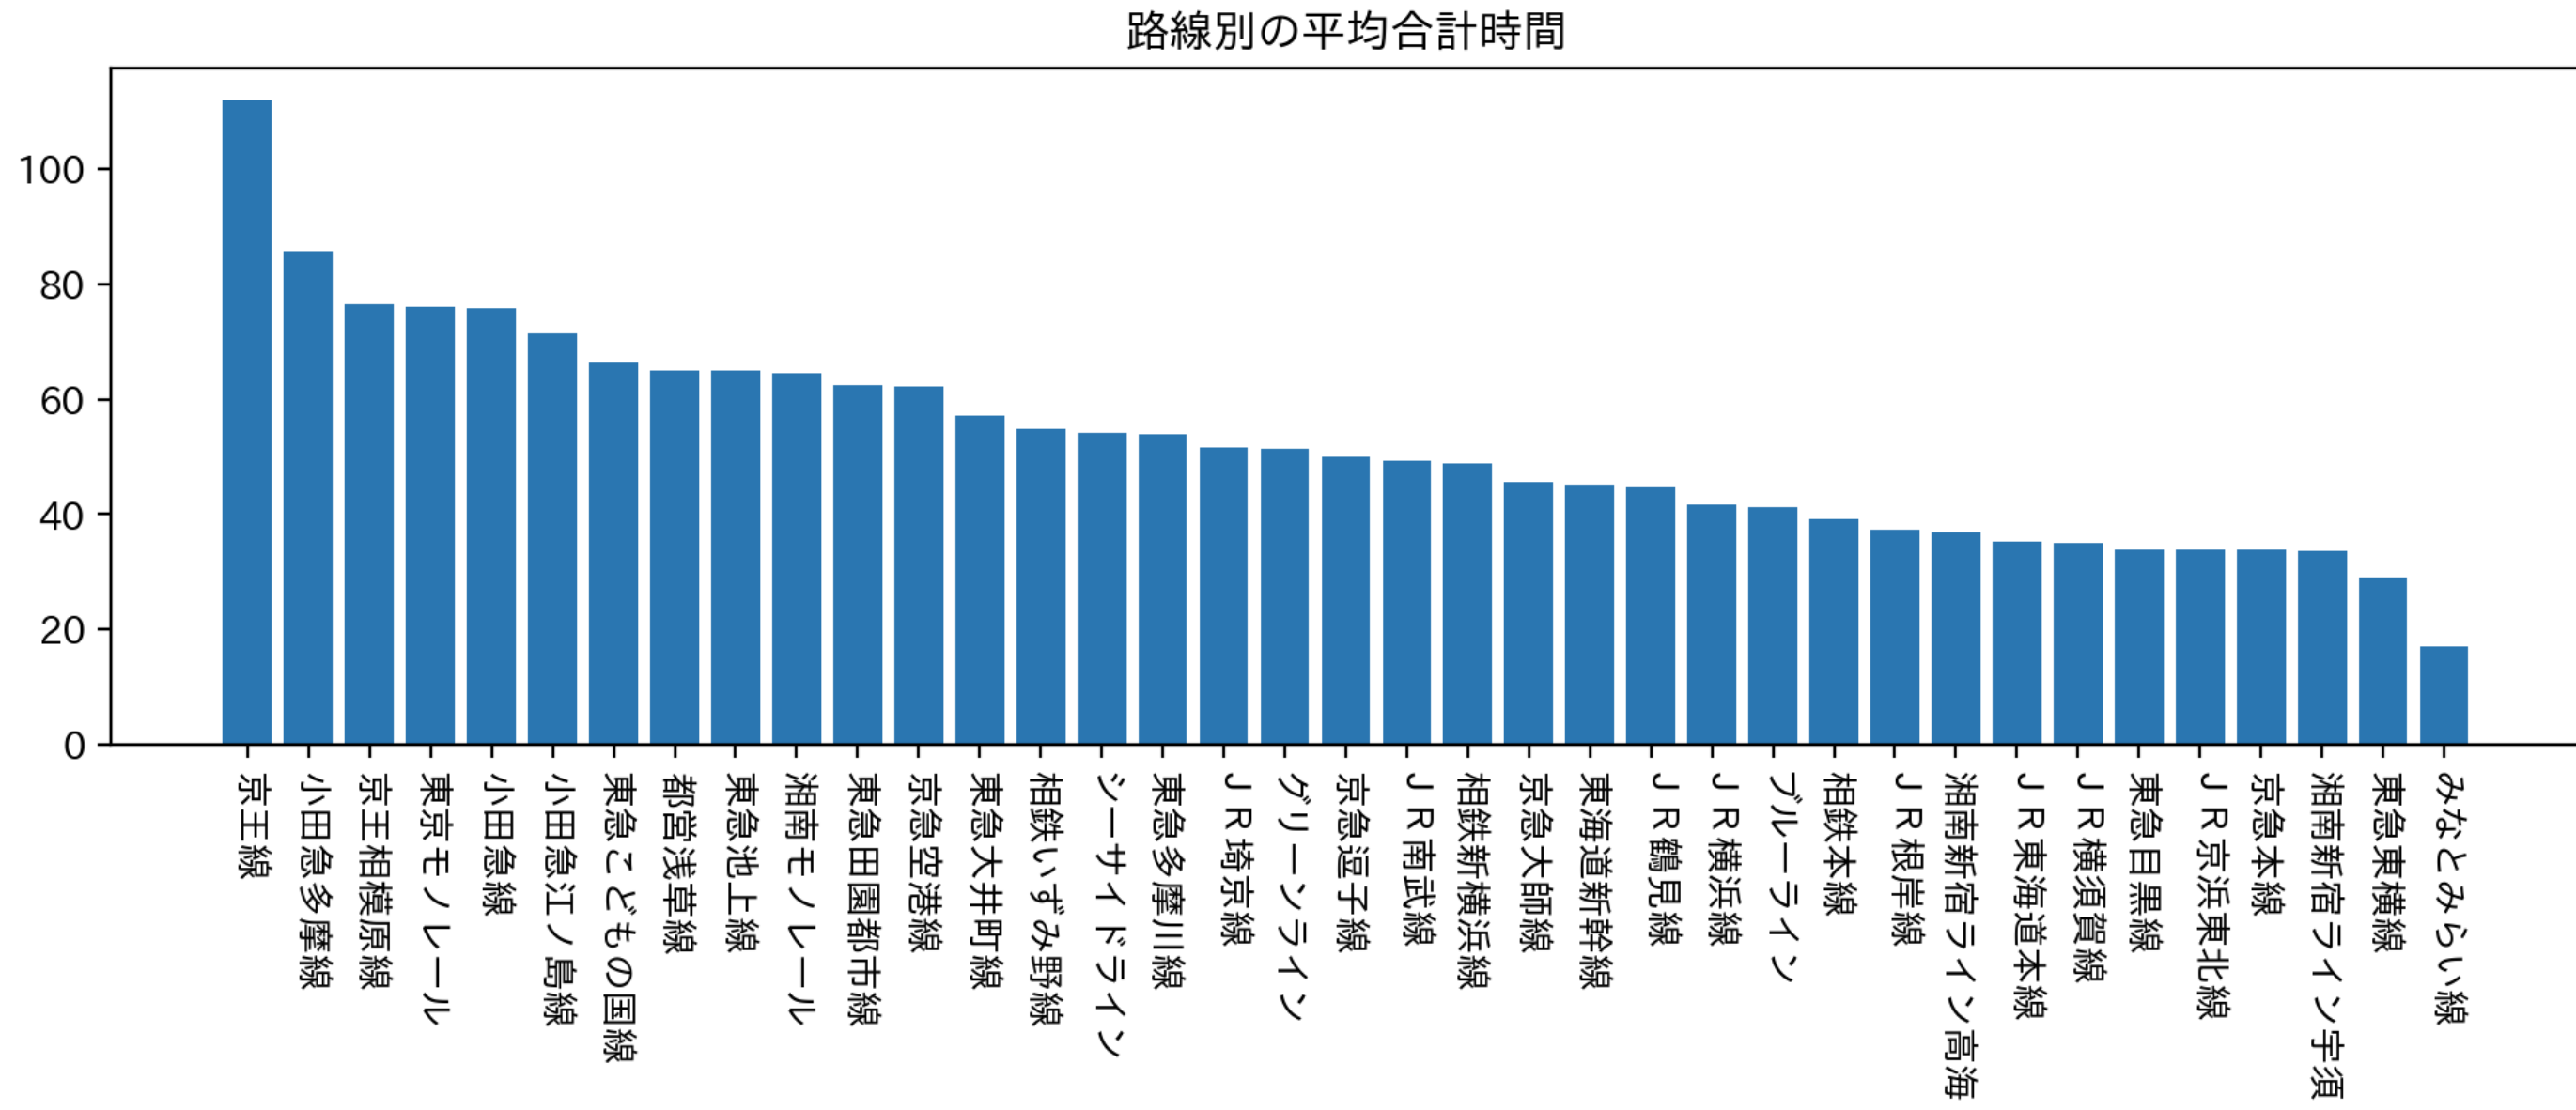 路線別の平均合計時間
100
80
60
40
20
0
京王線
小田急多摩線
京王相模原線
東京モノレール
小田急線
小田急江ノ島線
東急こどもの国線
都営浅草線
東急池上線
湘南モノレール
東急田園都市線
京急空港線
東急大井町線
相鉄いずみ野線
シーサイドライン
東急多摩川線
ＪＲ埼京線
グリーンライン
京急逗子線
ＪＲ南武線
相鉄新横浜線
京急大師線
東海道新幹線
ＪＲ鶴見線
ＪＲ横浜線
ブルーライン
相鉄本線
ＪＲ根岸線
湘南新宿ライン高海
ＪＲ東海道本線
ＪＲ横須賀線
東急目黒線
ＪＲ京浜東北線
京急本線
湘南新宿ライン宇須
東急東横線
みなとみらい線